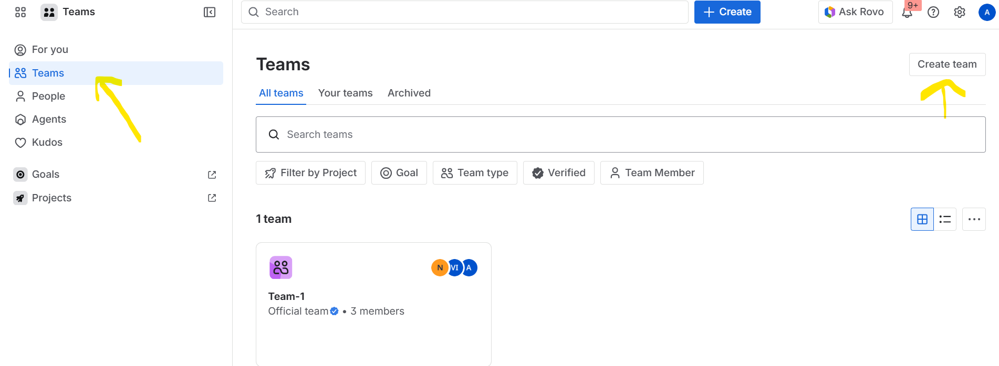 Teams
Search
Create
Ask Rovo
9+
A
For you
Teams
People
Agents
Kudos
Goals
Projects
Teams
Create team
All teams
Your teams
Archived
Search teams
Filter by Project
Goal
Team type
Verified
Team Member
1 team
N
VI
A
Team-1
Official team • 3 members